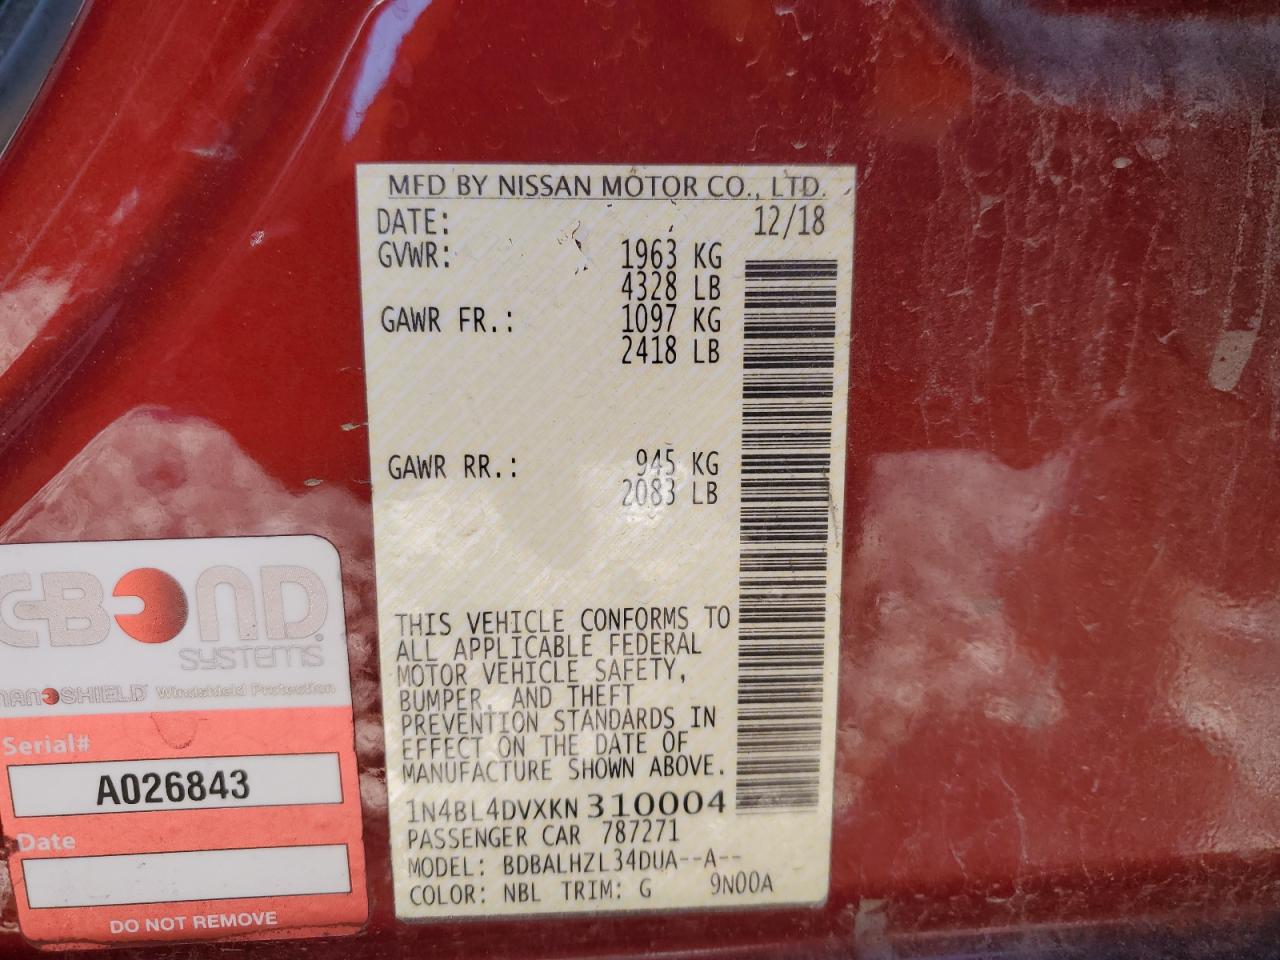 MFD BY NISSAN MOTOR CO., LTD.
DATE: 12/18
GVWR: 1963 KG
4328 LB
GAWR FR.: 1097 KG
2418 LB
GAWR RR.: 945 KG
2083 LB
THIS VEHICLE CONFORMS TO
ALL APPLICABLE FEDERAL
MOTOR VEHICLE SAFETY,
BUMPER, AND THEFT
PREVENTION STANDARDS IN
EFFECT ON THE DATE OF
MANUFACTURE SHOWN ABOVE.
1N4BL4DVXKN310004
PASSENGER CAR 787271
MODEL: BDBALHZL34DUA--A--
COLOR: NBL TRIM: G 9N00A
C-BOND
SYSTEMS
NANOSHIELD Windshield Protection
Serial#
A026843
Date
DO NOT REMOVE